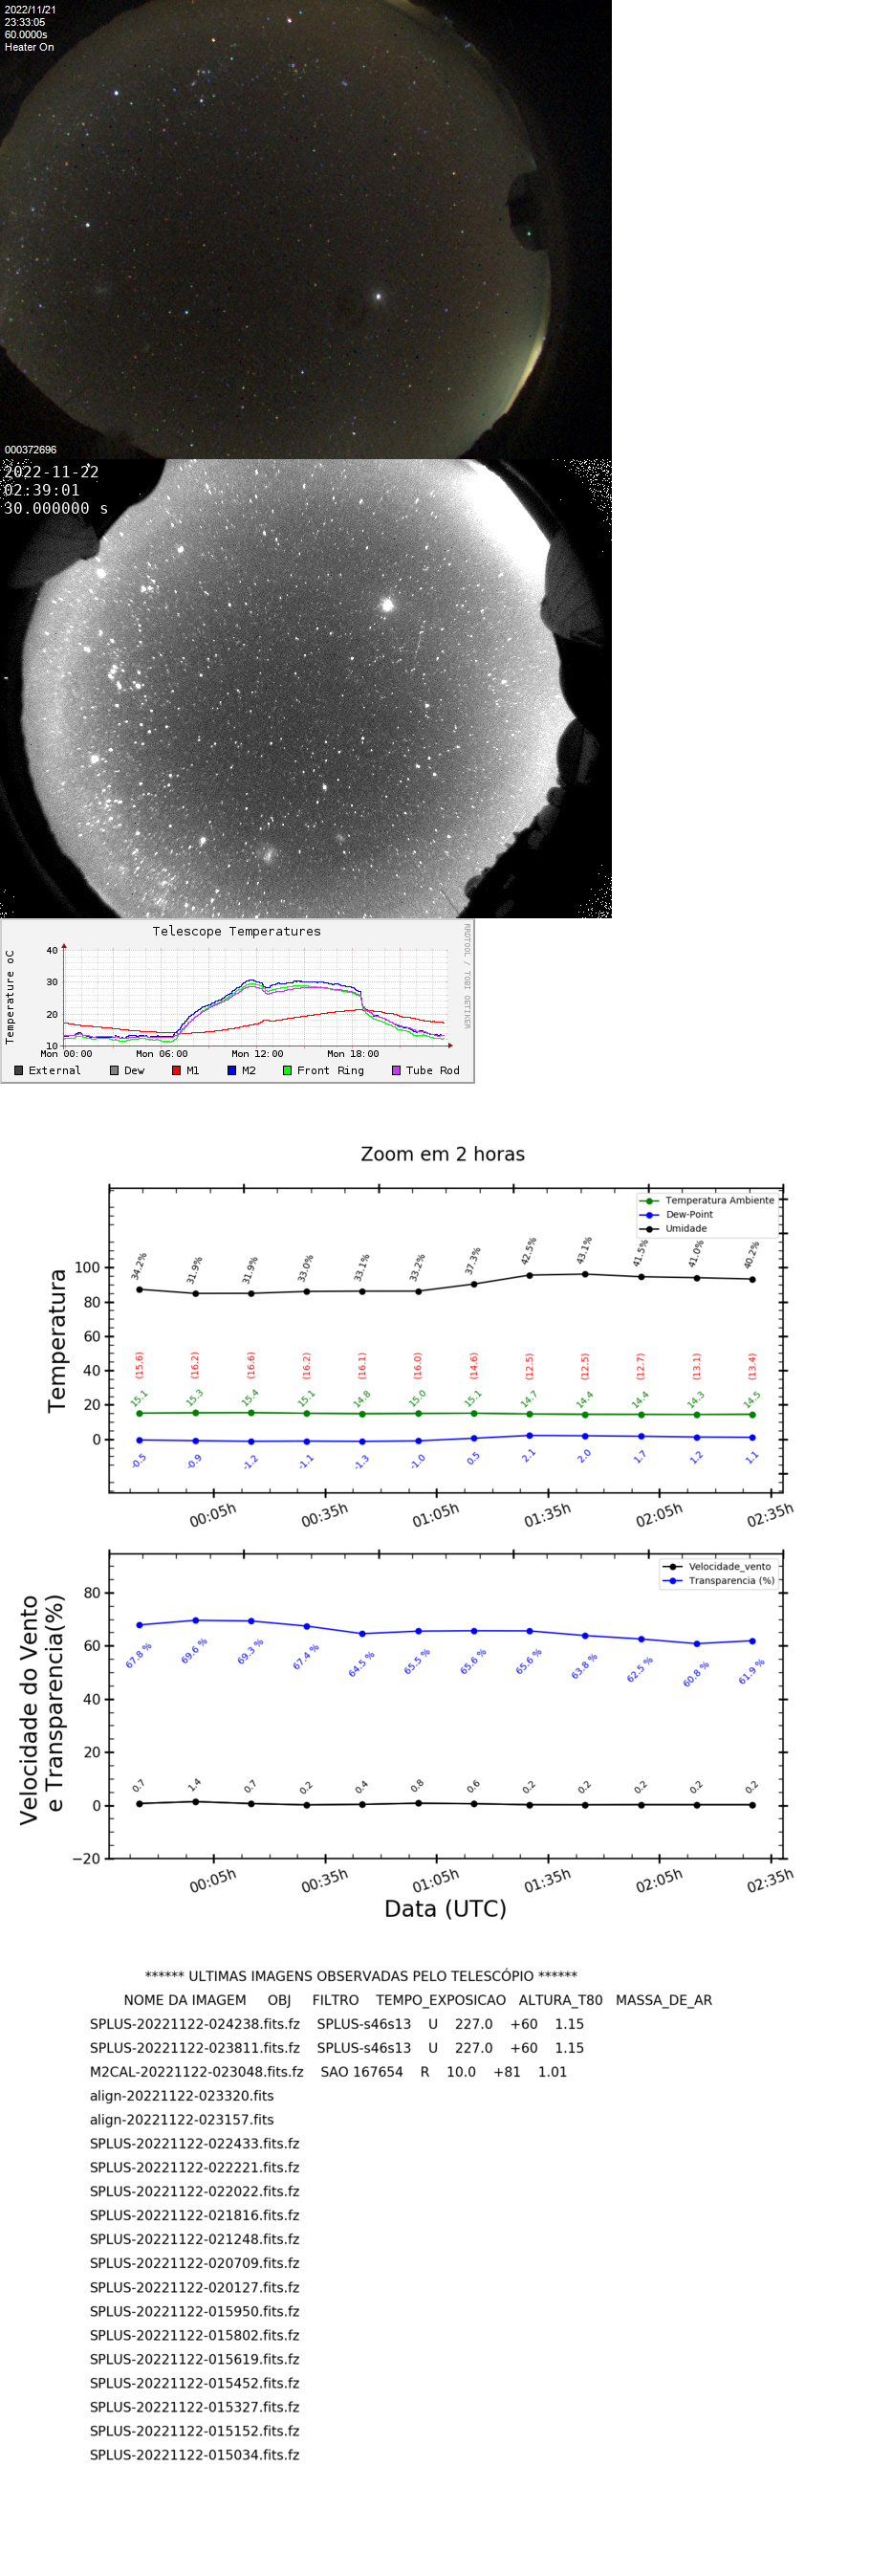 2022/11/21
23:33:05
60.0000s
Heater On
000372696
2022-11-22
02:39:01
30.000000 s
Telescope Temperatures
RRDTOOL / TOBI OETIKER
Temperature oC
40
30
20
10
Mon 00:00 Mon 06:00 Mon 12:00 Mon 18:00
External Dew M1 M2 Front Ring Tube Rod
Zoom em 2 horas
Temperatura Ambiente
Dew-Point
Umidade
Temperatura
100
80
60
40
20
0
34.2% 31.9% 31.9% 33.0% 33.1% 33.2% 37.3% 42.5% 43.1% 41.5% 41.0% 40.2%
(15.6) (16.2) (16.6) (16.2) (16.1) (16.0) (14.6) (12.5) (12.5) (12.7) (13.1) (13.4)
15.1 15.3 15.4 15.1 14.8 15.0 15.1 14.7 14.4 14.4 14.3 14.5
-0.5 -0.9 -1.2 -1.1 -1.3 -1.0 0.5 2.1 2.0 1.7 1.2 1.1
00:05h 00:35h 01:05h 01:35h 02:05h 02:35h
Velocidade_vento
Transparencia (%)
Velocidade do Vento
e Transparencia(%)
80
60
40
20
0
−20
67.8 % 69.6 % 69.3 % 67.4 % 64.5 % 65.5 % 65.6 % 65.6 % 63.8 % 62.5 % 60.8 % 61.9 %
0.7 1.4 0.7 0.2 0.4 0.8 0.6 0.2 0.2 0.2 0.2 0.2
00:05h 00:35h 01:05h 01:35h 02:05h 02:35h
Data (UTC)
****** ULTIMAS IMAGENS OBSERVADAS PELO TELESCÓPIO ******
NOME DA IMAGEM OBJ FILTRO TEMPO_EXPOSICAO ALTURA_T80 MASSA_DE_AR
SPLUS-20221122-024238.fits.fz SPLUS-s46s13 U 227.0 +60 1.15
SPLUS-20221122-023811.fits.fz SPLUS-s46s13 U 227.0 +60 1.15
M2CAL-20221122-023048.fits.fz SAO 167654 R 10.0 +81 1.01
align-20221122-023320.fits
align-20221122-023157.fits
SPLUS-20221122-022433.fits.fz
SPLUS-20221122-022221.fits.fz
SPLUS-20221122-022022.fits.fz
SPLUS-20221122-021816.fits.fz
SPLUS-20221122-021248.fits.fz
SPLUS-20221122-020709.fits.fz
SPLUS-20221122-020127.fits.fz
SPLUS-20221122-015950.fits.fz
SPLUS-20221122-015802.fits.fz
SPLUS-20221122-015619.fits.fz
SPLUS-20221122-015452.fits.fz
SPLUS-20221122-015327.fits.fz
SPLUS-20221122-015152.fits.fz
SPLUS-20221122-015034.fits.fz